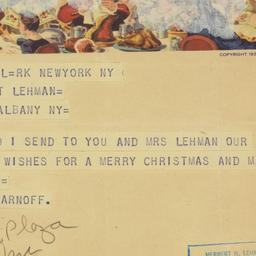 COPYRIGHT 193
L=RK NEWYORK NY
T LEHMAN=
ALBANY NY=
I SEND TO YOU AND MRS LEHMAN OUR
WISHES FOR A MERRY CHRISTMAS AND M
=
ARNOFF.
Plaza
HERBERT H. LEHM